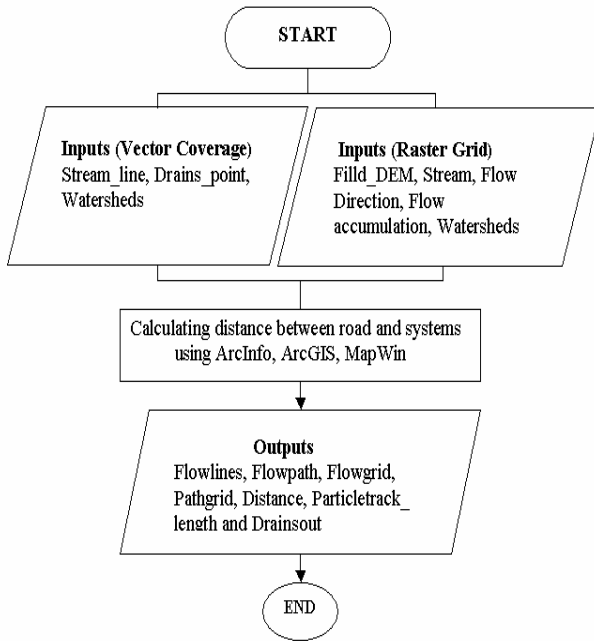 START
Inputs (Vector Coverage)
Stream_line, Drains_point,
Watersheds
Inputs (Raster Grid)
Filld_DEM, Stream, Flow
Direction, Flow
accumulation, Watersheds
Calculating distance between road and systems
using ArcInfo, ArcGIS, MapWin
Outputs
Flowlines, Flowpath, Flowgrid,
Pathgrid, Distance, Particletrack_
length and Drainsout
END